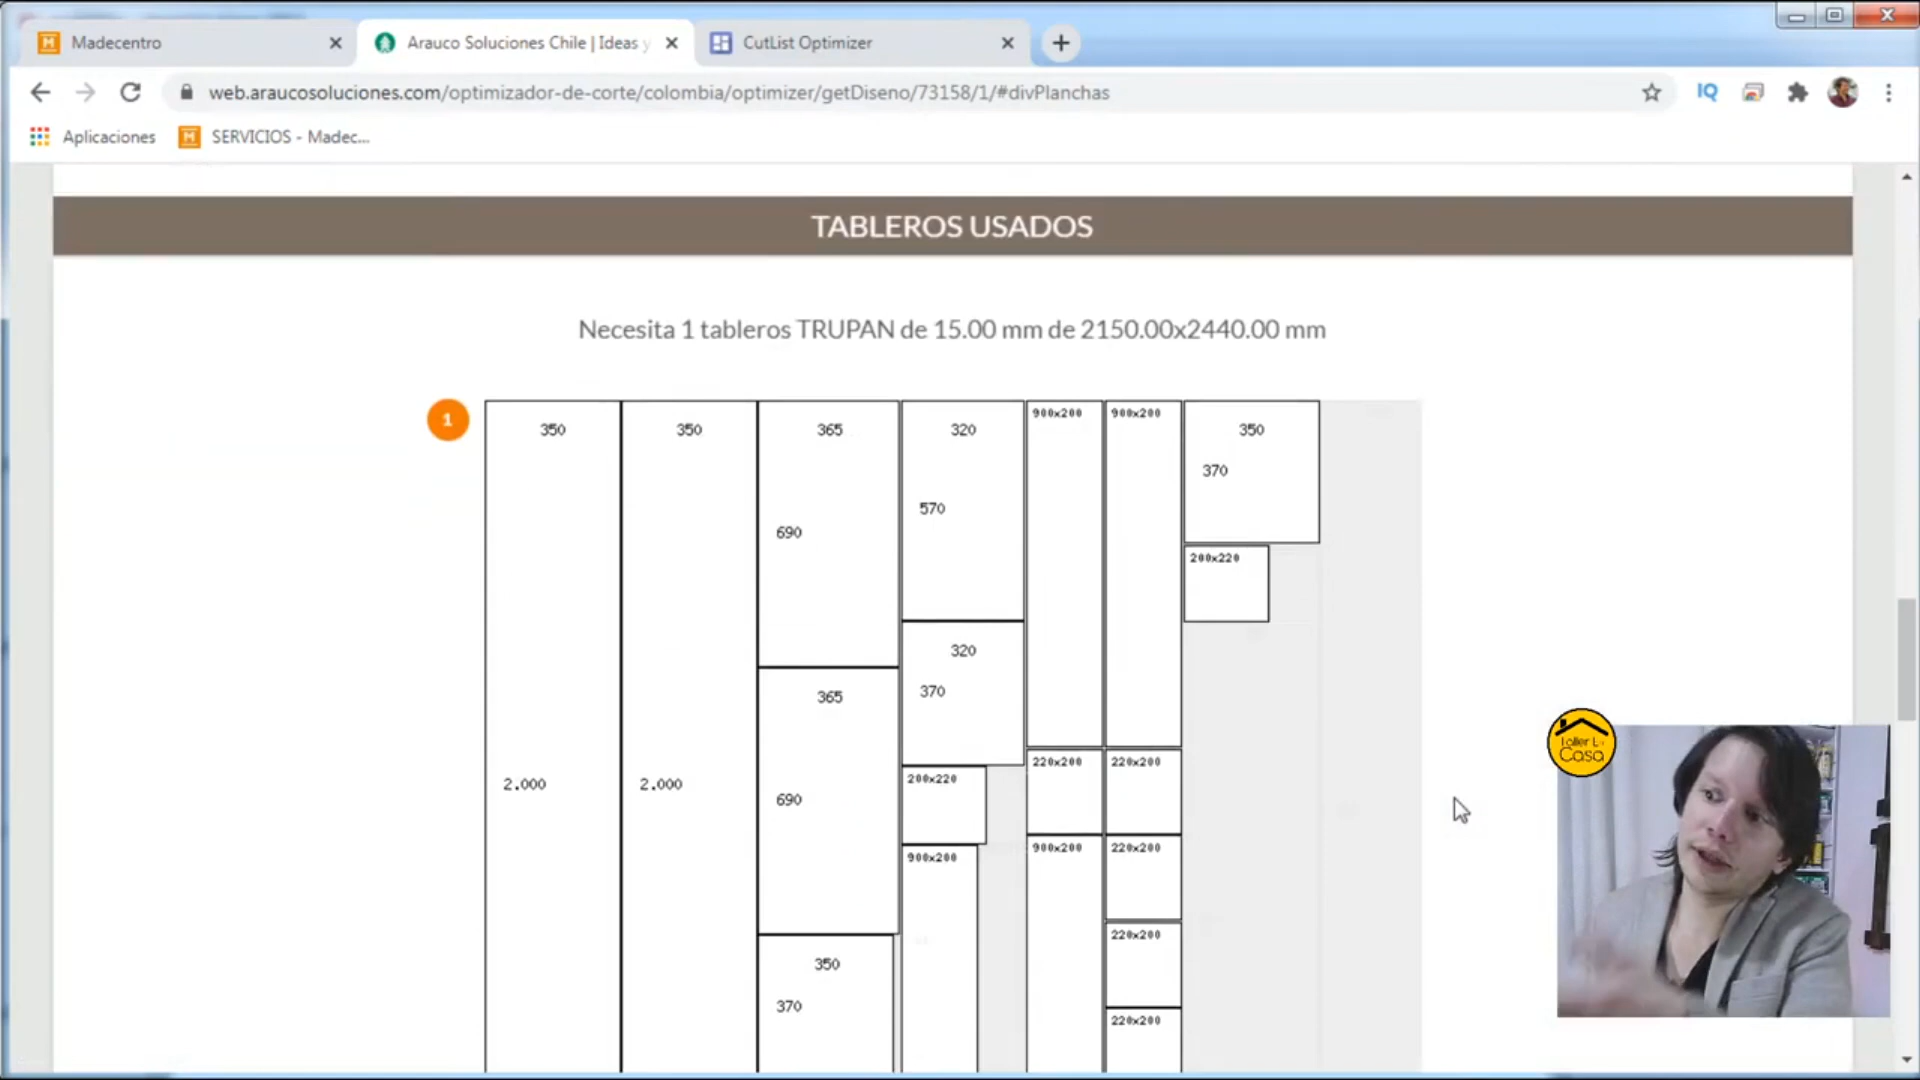 Madecentro
Arauco Soluciones Chile | Ideas y
CutList Optimizer
web.araucosoluciones.com/optimizador-de-corte/colombia/optimizer/getDiseno/73158/1/#divPlanchas
IQ
Aplicaciones
SERVICIOS - Madec...
TABLEROS USADOS
Necesita 1 tableros TRUPAN de 15.00 mm de 2150.00x2440.00 mm
1
350
350
365
320
900x200
900x200
350
370
570
690
200x220
320
370
365
220x200
220x200
200x220
2.000
2.000
690
900x200
900x200
220x200
220x200
350
370
220x200
Taller
Casa